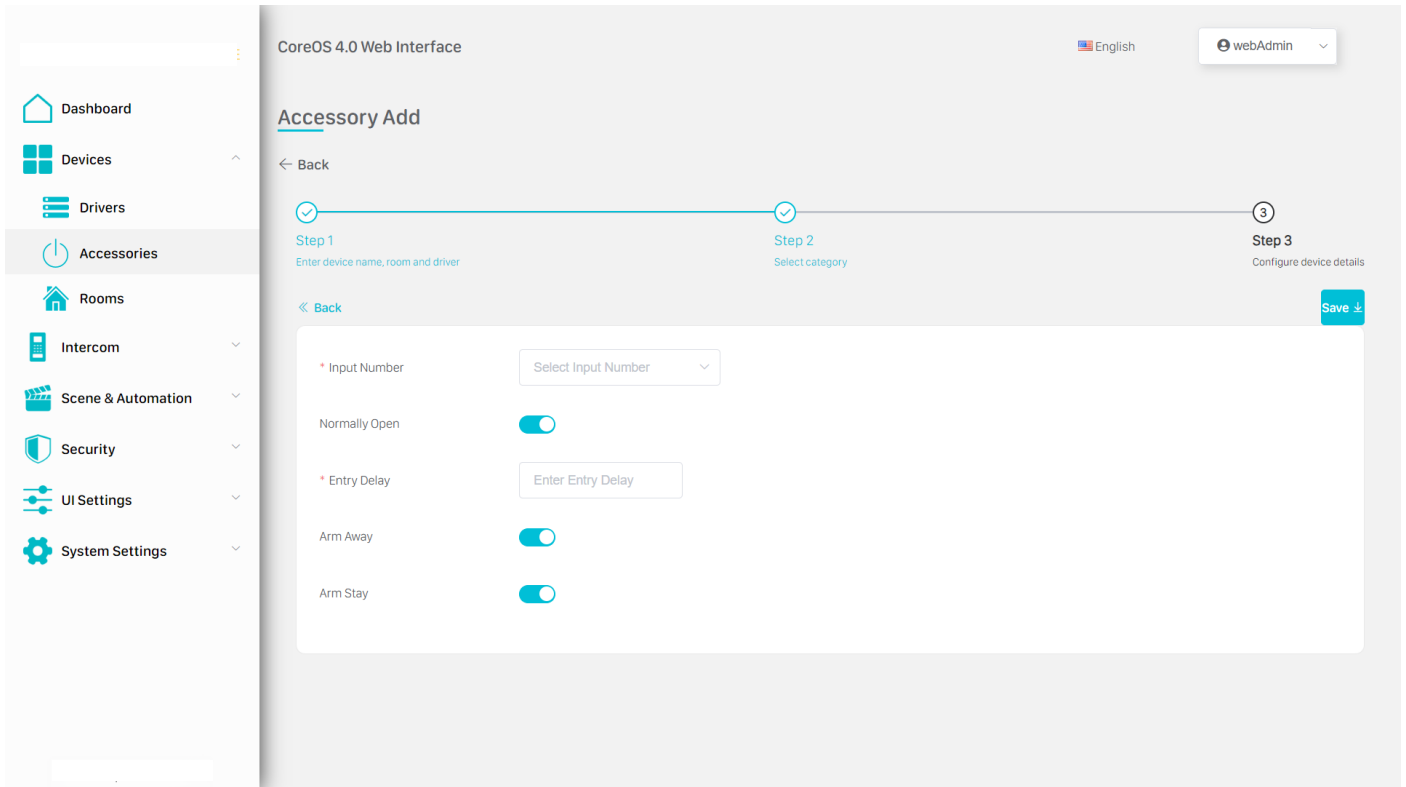 CoreOS 4.0 Web Interface
English
webAdmin
Dashboard
Devices
Drivers
Accessories
Rooms
Intercom
Scene & Automation
Security
UI Settings
System Settings
Accessory Add
Back
3
Step 1
Enter device name, room and driver
Step 2
Select category
Step 3
Configure device details
Back
Save
* Input Number
Select Input Number
Normally Open
* Entry Delay
Enter Entry Delay
Arm Away
Arm Stay